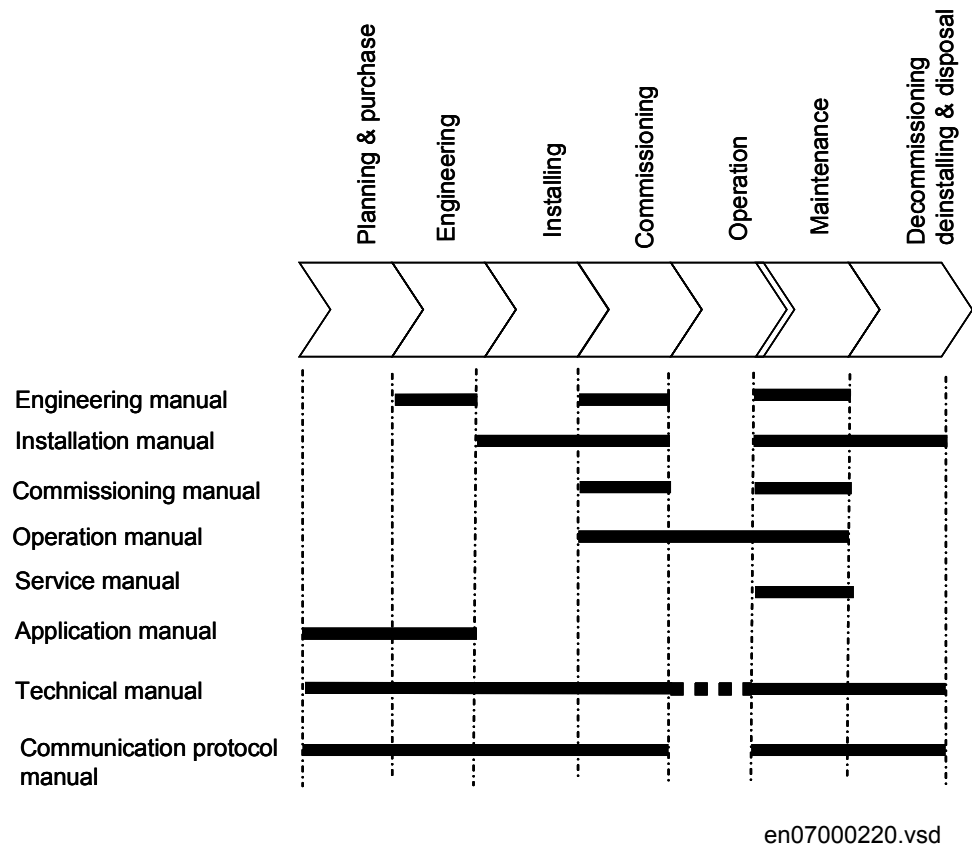 Planning & purchase
Engineering
Installing
Commissioning
Operation
Maintenance
Decommissioning
deinstalling & disposal
Engineering manual
Installation manual
Commissioning manual
Operation manual
Service manual
Application manual
Technical manual
Communication protocol
manual
en07000220.vsd